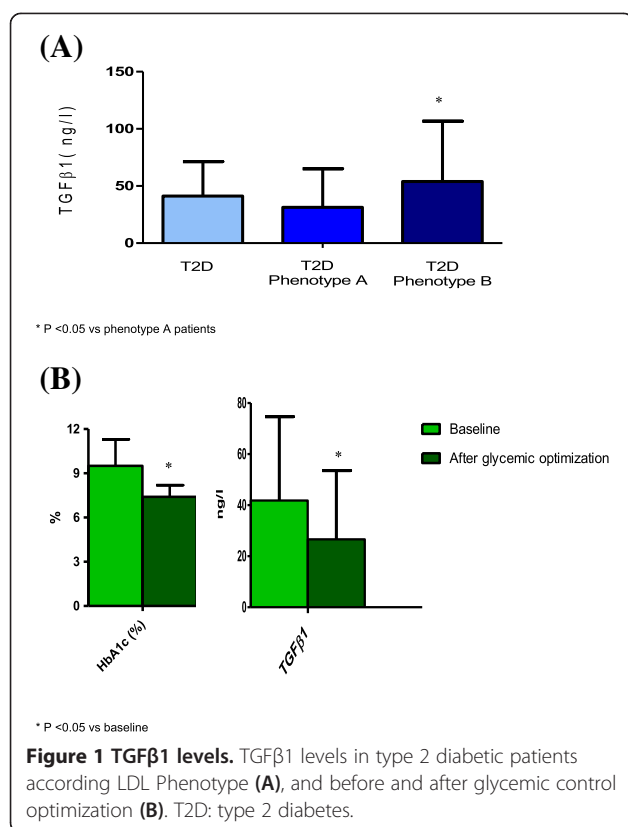 (A)
150
100
50
0
TGFβ1( ng/l)
*
T2D
T2D
Phenotype A
T2D
Phenotype B
* P <0.05 vs phenotype A patients
(B)
12
9
6
3
0
%
*
HbA1c (%)
80
60
40
20
0
ng/l
*
TGFβ1
Baseline
After glycemic optimization
* P <0.05 vs baseline
Figure 1 TGFβ1 levels. TGFβ1 levels in type 2 diabetic patients
according LDL Phenotype (A), and before and after glycemic control
optimization (B). T2D: type 2 diabetes.